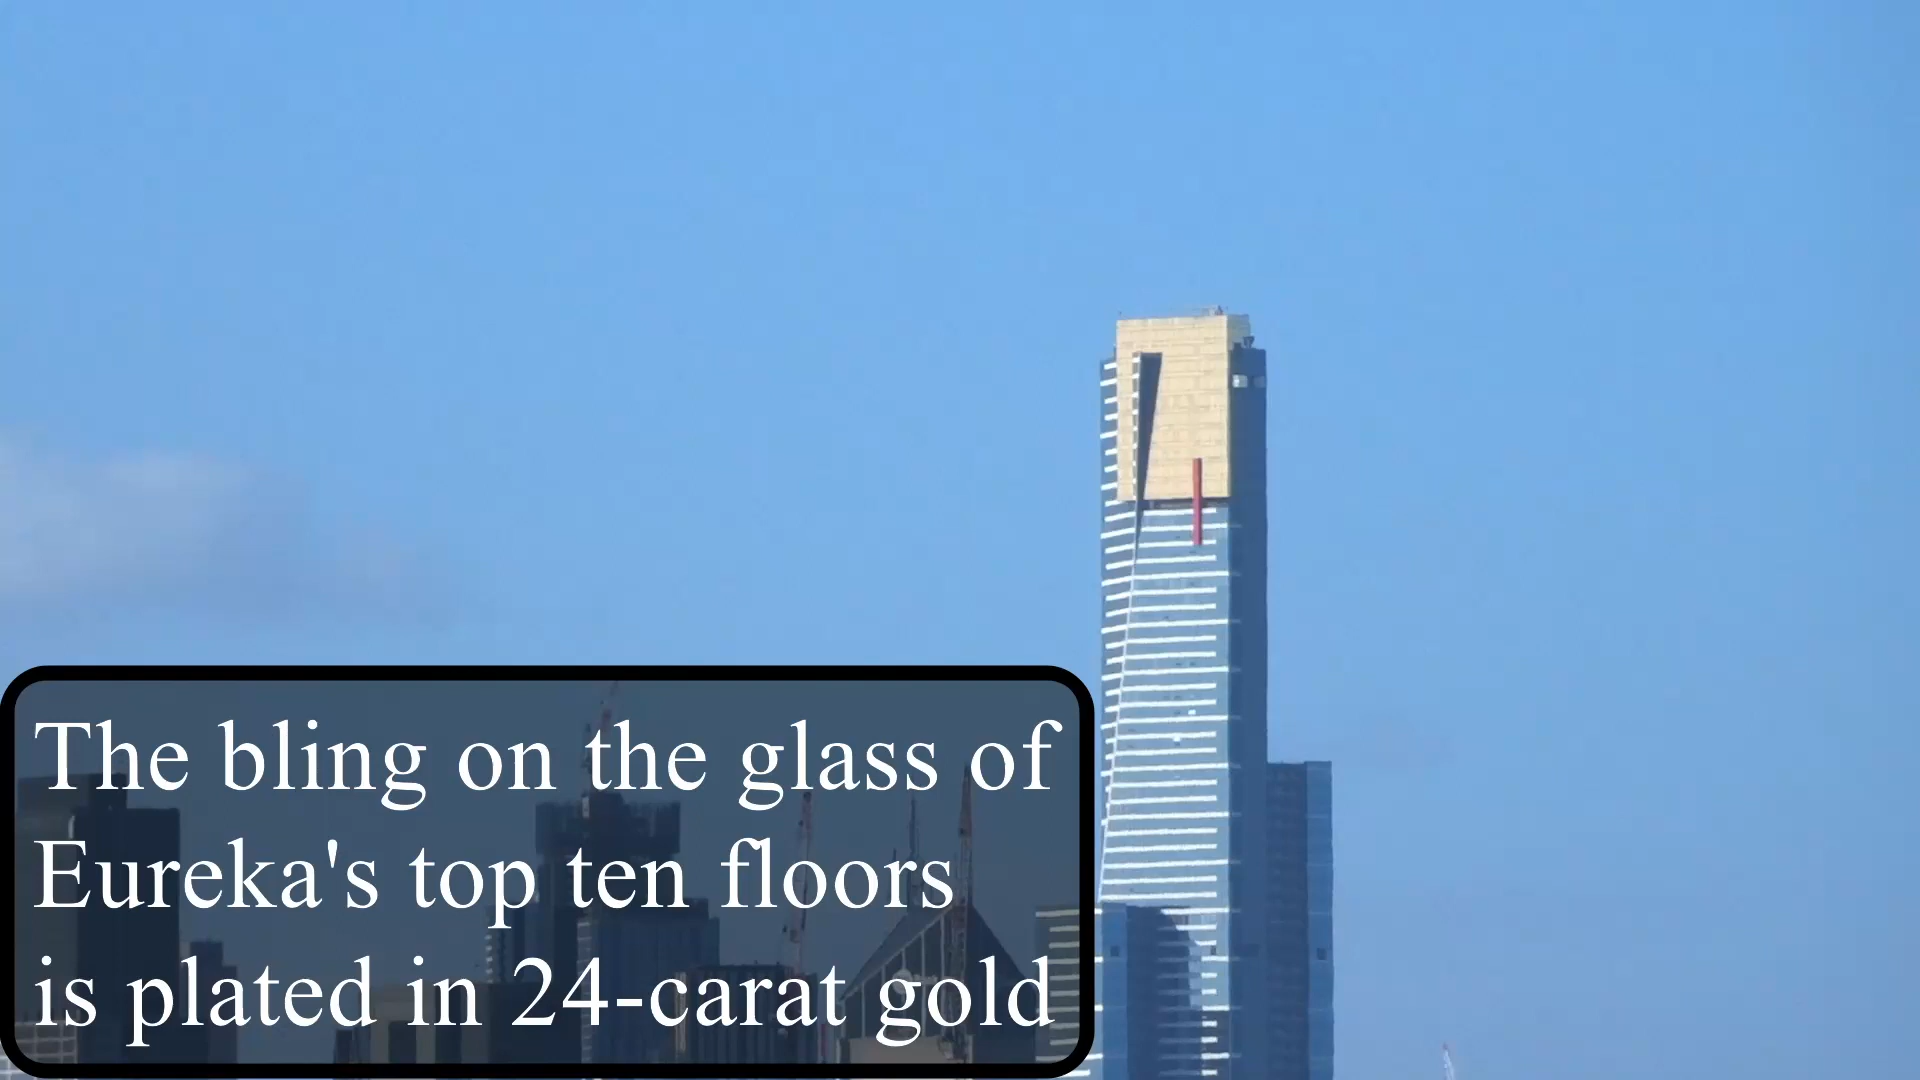 The bling on the glass of
Eureka's top ten floors
is plated in 24-carat gold